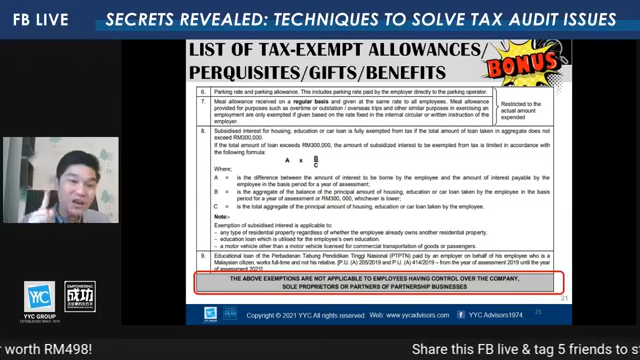 FB LIVE
SECRETS REVEALED: TECHNIQUES TO SOLVE TAX AUDIT ISSUES
LIST OF TAX-EXEMPT ALLOWANCES/
PERQUISITES/GIFTS/BENEFITS
BONUS
6. Parking rate and parking allowance. This includes parking rate paid by the employer directly to the parking operator.
7. Meal allowance received on a regular basis and given at the same rate to all employees. Meal allowance
provided for purposes such as overtime or outstation / overseas trips and other similar purposes in exercising an
employment are only exempted if given based on the rate fixed in the internal circular or written instruction of the
employer.
Restricted to the
actual amount
expended
8. Subsidised interest for housing, education or car loan is fully exempted from tax if the total amount of loan taken in aggregate does not
exceed RM300,000.
If the total amount of loan exceeds RM300,000, the amount of subsidized interest to be exempted from tax is limited in accordance with
the following formula:
A x B
C
Where;
A = is the difference between the amount of interest to be borne by the employee and the amount of interest payable by the
employee in the basis period for a year of assessment;
B = is the aggregate of the balance of the principal amount of housing, education or car loan taken by the employee in the basis
period for a year of assessment or RM300, 000, whichever is lower;
C = is the total aggregate of the principal amount of housing, education or car loan taken by the employee.
Note:-
Exemption of subsidised interest is applicable to:
- any type of residential property regardless of whether the employee already owns another residential property.
- education loan which is utilised for the employee's own education.
- a motor vehicle other than a motor vehicle licensed for commercial transportation of goods or passengers.
9. Educational loan of the Perbadanan Tabung Pendidikan Tinggi Nasional (PTPTN) paid by an employer on behalf of his employee who is a
Malaysian citizen, works full-time and not his relative. [P.U. (A) 205/2019 and P.U. (A) 414/2019 – from the year of assessment 2019 until the year
of assessment 2021]
THE ABOVE EXEMPTIONS ARE NOT APPLICABLE TO EMPLOYEES HAVING CONTROL OVER THE COMPANY,
SOLE PROPRIETORS OR PARTNERS OF PARTNERSHIP BUSINESSES
21
YYC
YYC GROUP
EMPOWERING
成功
YYC
Copyright © 2021 YYC All rights reserved. Web: www.yycadvisors.com YYC Advisors1974
21
r worth RM498!
Share this FB live & tag 5 friends to s